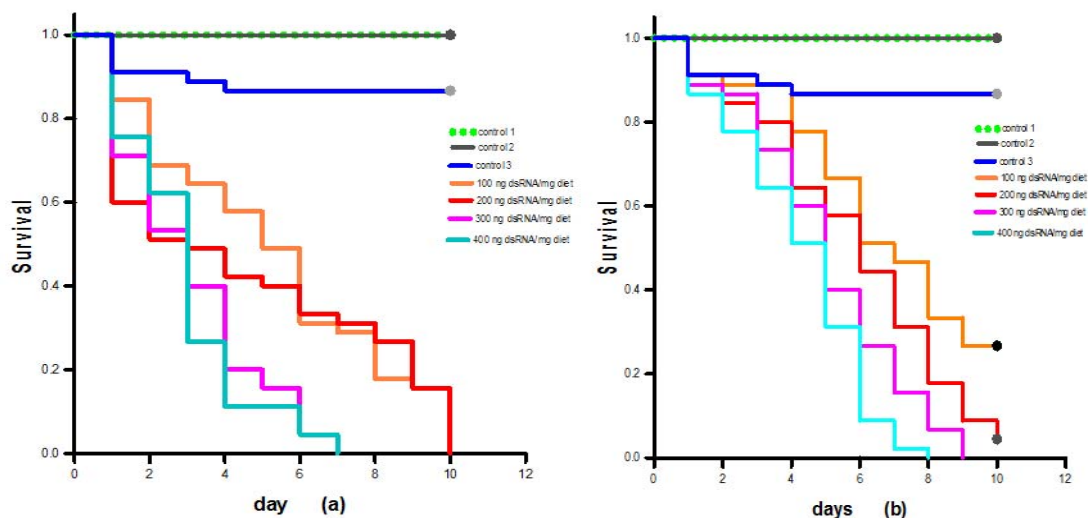 1.0
0.8
0.6
0.4
0.2
0.0
Survival
0 2 4 6 8 10 12
day (a)
control 1
control 2
control 3
100 ng dsRNA/mg diet
200 ng dsRNA/mg diet
300 ng dsRNA/mg diet
400 ng dsRNA/mg diet
1.0
0.8
0.6
0.4
0.2
0.0
Survival
0 2 4 6 8 10 12
days (b)
control 1
control 2
control 3
100 ng dsRNA/mg diet
200 ng dsRNA/mg diet
300 ng dsRNA/mg diet
400 ng dsRNA/mg diet